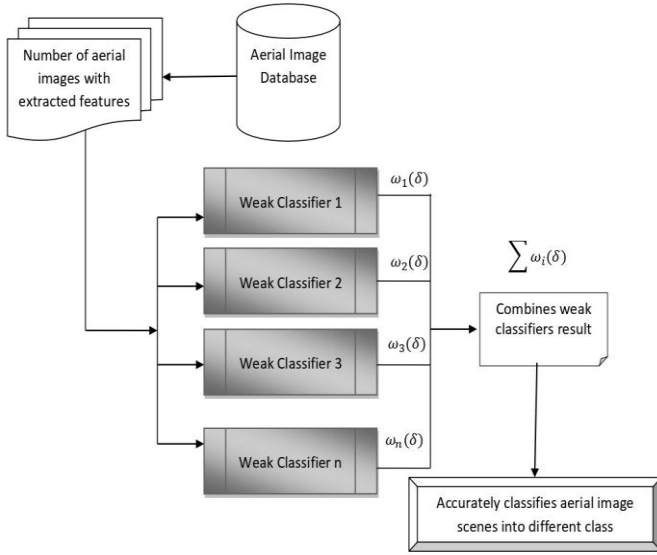 Number of aerial
images with
extracted features
Aerial Image
Database
Weak Classifier 1
ω₁(δ)
Weak Classifier 2
ω₂(δ)
Weak Classifier 3
ω₃(δ)
Weak Classifier n
ωₙ(δ)
∑ ωᵢ(δ)
Combines weak
classifiers result
Accurately classifies aerial image
scenes into different class